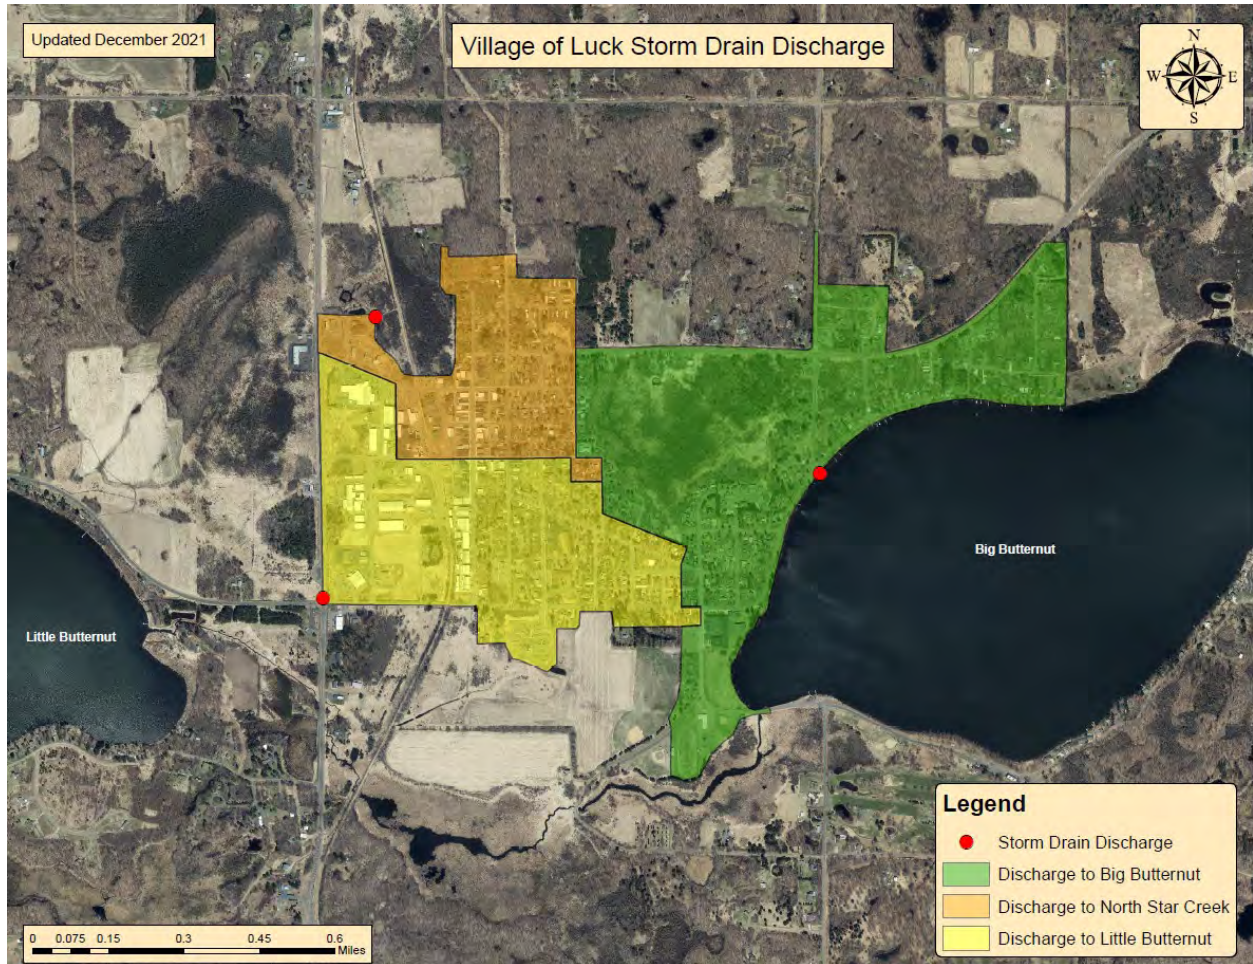 Updated December 2021
Village of Luck Storm Drain Discharge
N
W E
S
Big Butternut
Little Butternut
Legend
Storm Drain Discharge
Discharge to Big Butternut
Discharge to North Star Creek
Discharge to Little Butternut
0 0.075 0.15 0.3 0.45 0.6
Miles